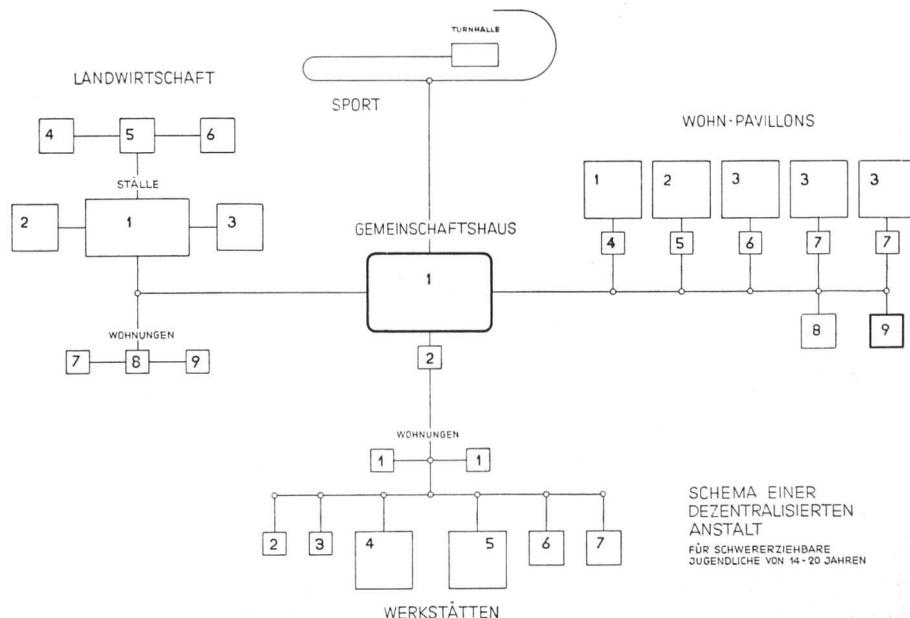 TURNHALLE
SPORT
LANDWIRTSCHAFT
4 5 6
STÄLLE
2 1 3
WOHNUNGEN
7 8 9
GEMEINSCHAFTSHAUS
1
2
WOHN-PAVILLONS
1 2 3 3 3
4 5 6 7 7
8 9
WOHNUNGEN
1 1
2 3 4 5 6 7
WERKSTÄTTEN
SCHEMA EINER
DEZENTRALISIERTEN
ANSTALT
FÜR SCHWERERZIEHBARE
JUGENDLICHE VON 14-20 JAHREN